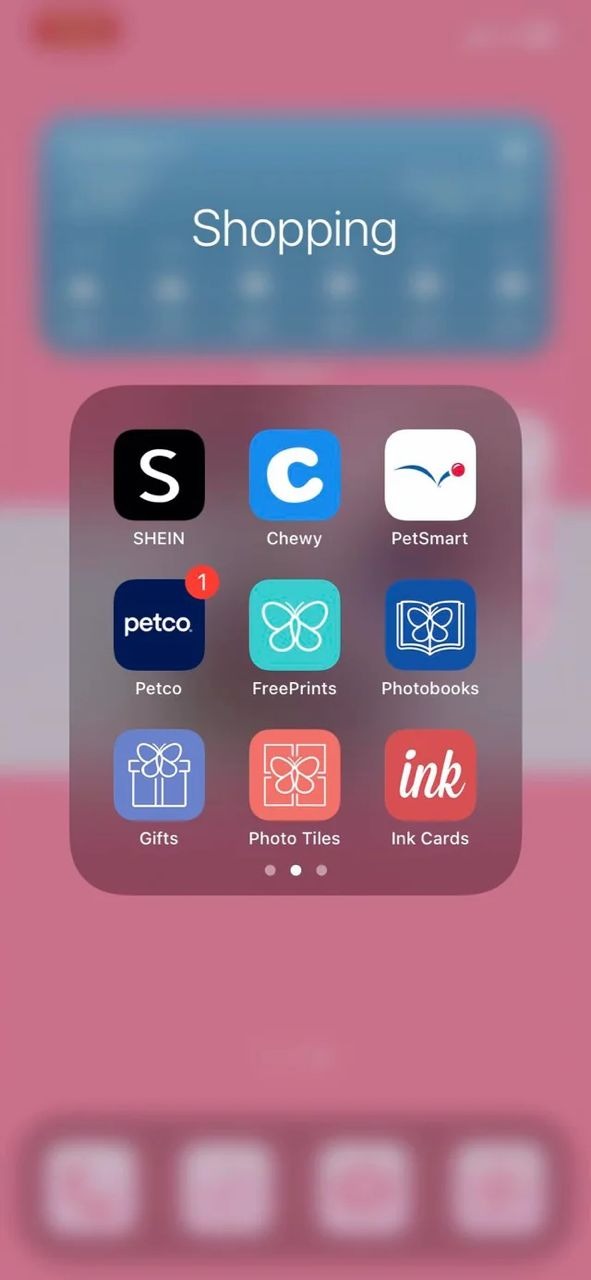 Shopping
S
C
SHEIN
Chewy
PetSmart
petco.
1
Petco
FreePrints
Photobooks
ink
Gifts
Photo Tiles
Ink Cards